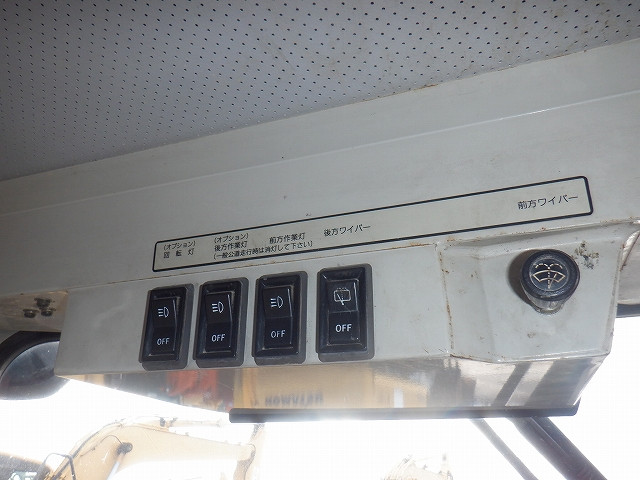 (オプション)
回 転 灯
(オプション)
後方作業灯
前方作業灯
(一般公道走行時は消灯して下さい)
後方ワイパー
前方ワイパー
OFF
OFF
OFF
OFF
KOMATSU